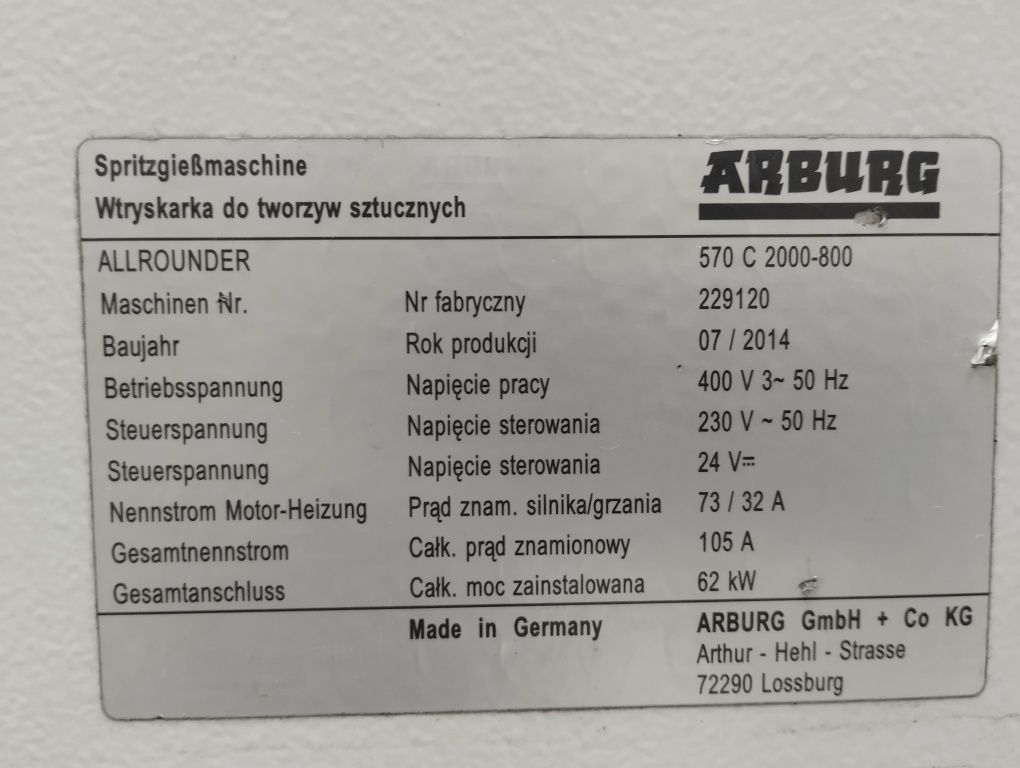 Spritzgießmaschine
Wtryskarka do tworzyw sztucznych
ARBURG
ALLROUNDER 570 C 2000-800
Maschinen Nr. Nr fabryczny 229120
Baujahr Rok produkcji 07 / 2014
Betriebsspannung Napięcie pracy 400 V 3~ 50 Hz
Steuerspannung Napięcie sterowania 230 V ~ 50 Hz
Steuerspannung Napięcie sterowania 24 V⎓
Nennstrom Motor-Heizung Prąd znam. silnika/grzania 73 / 32 A
Gesamtnennstrom Całk. prąd znamionowy 105 A
Gesamtanschluss Całk. moc zainstalowana 62 kW
Made in Germany ARBURG GmbH + Co KG
Arthur - Hehl - Strasse
72290 Lossburg